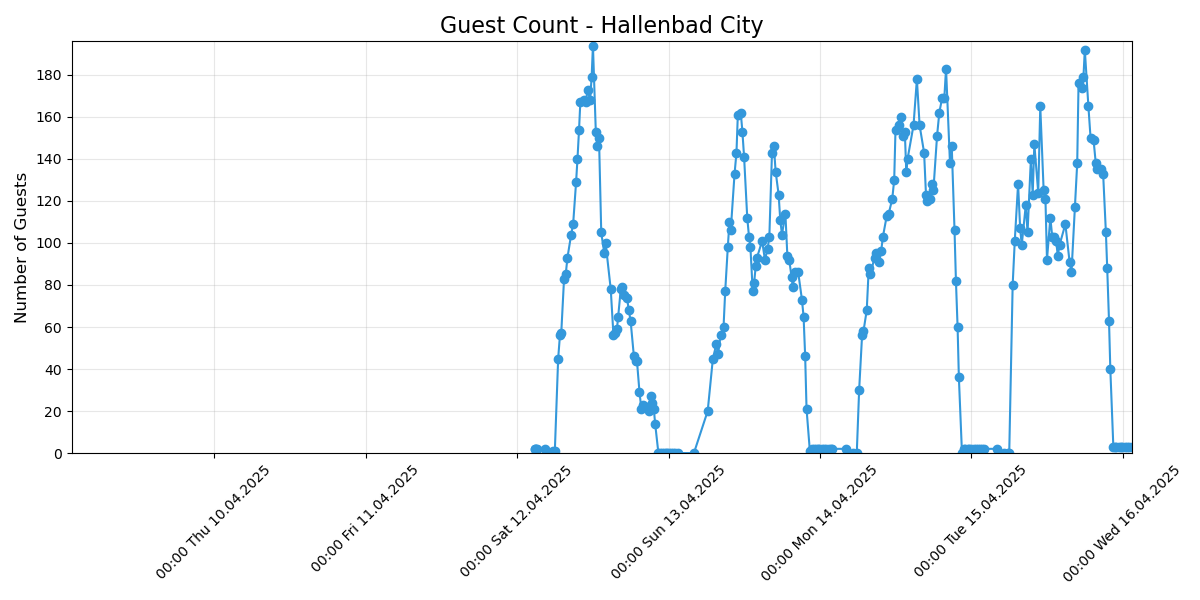 Guest Count - Hallenbad City
Number of Guests
180
160
140
120
100
80
60
40
20
0
00:00 Thu 10.04.2025
00:00 Fri 11.04.2025
00:00 Sat 12.04.2025
00:00 Sun 13.04.2025
00:00 Mon 14.04.2025
00:00 Tue 15.04.2025
00:00 Wed 16.04.2025